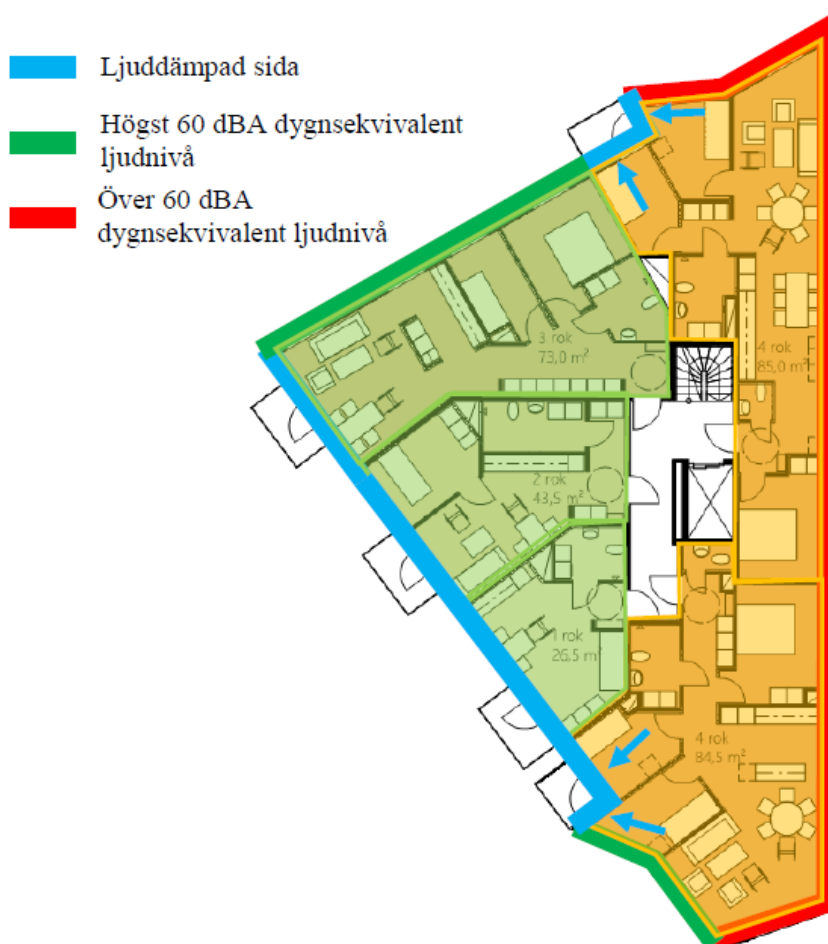 Ljuddämpad sida
Högst 60 dBA dygnsekvivalent
ljudnivå
Över 60 dBA
dygnsekvivalent ljudnivå
3 rok
73,0 m²
4 rok
85,0 m²
2 rok
43,5 m²
1 rok
26,5 m²
4 rok
84,5 m²